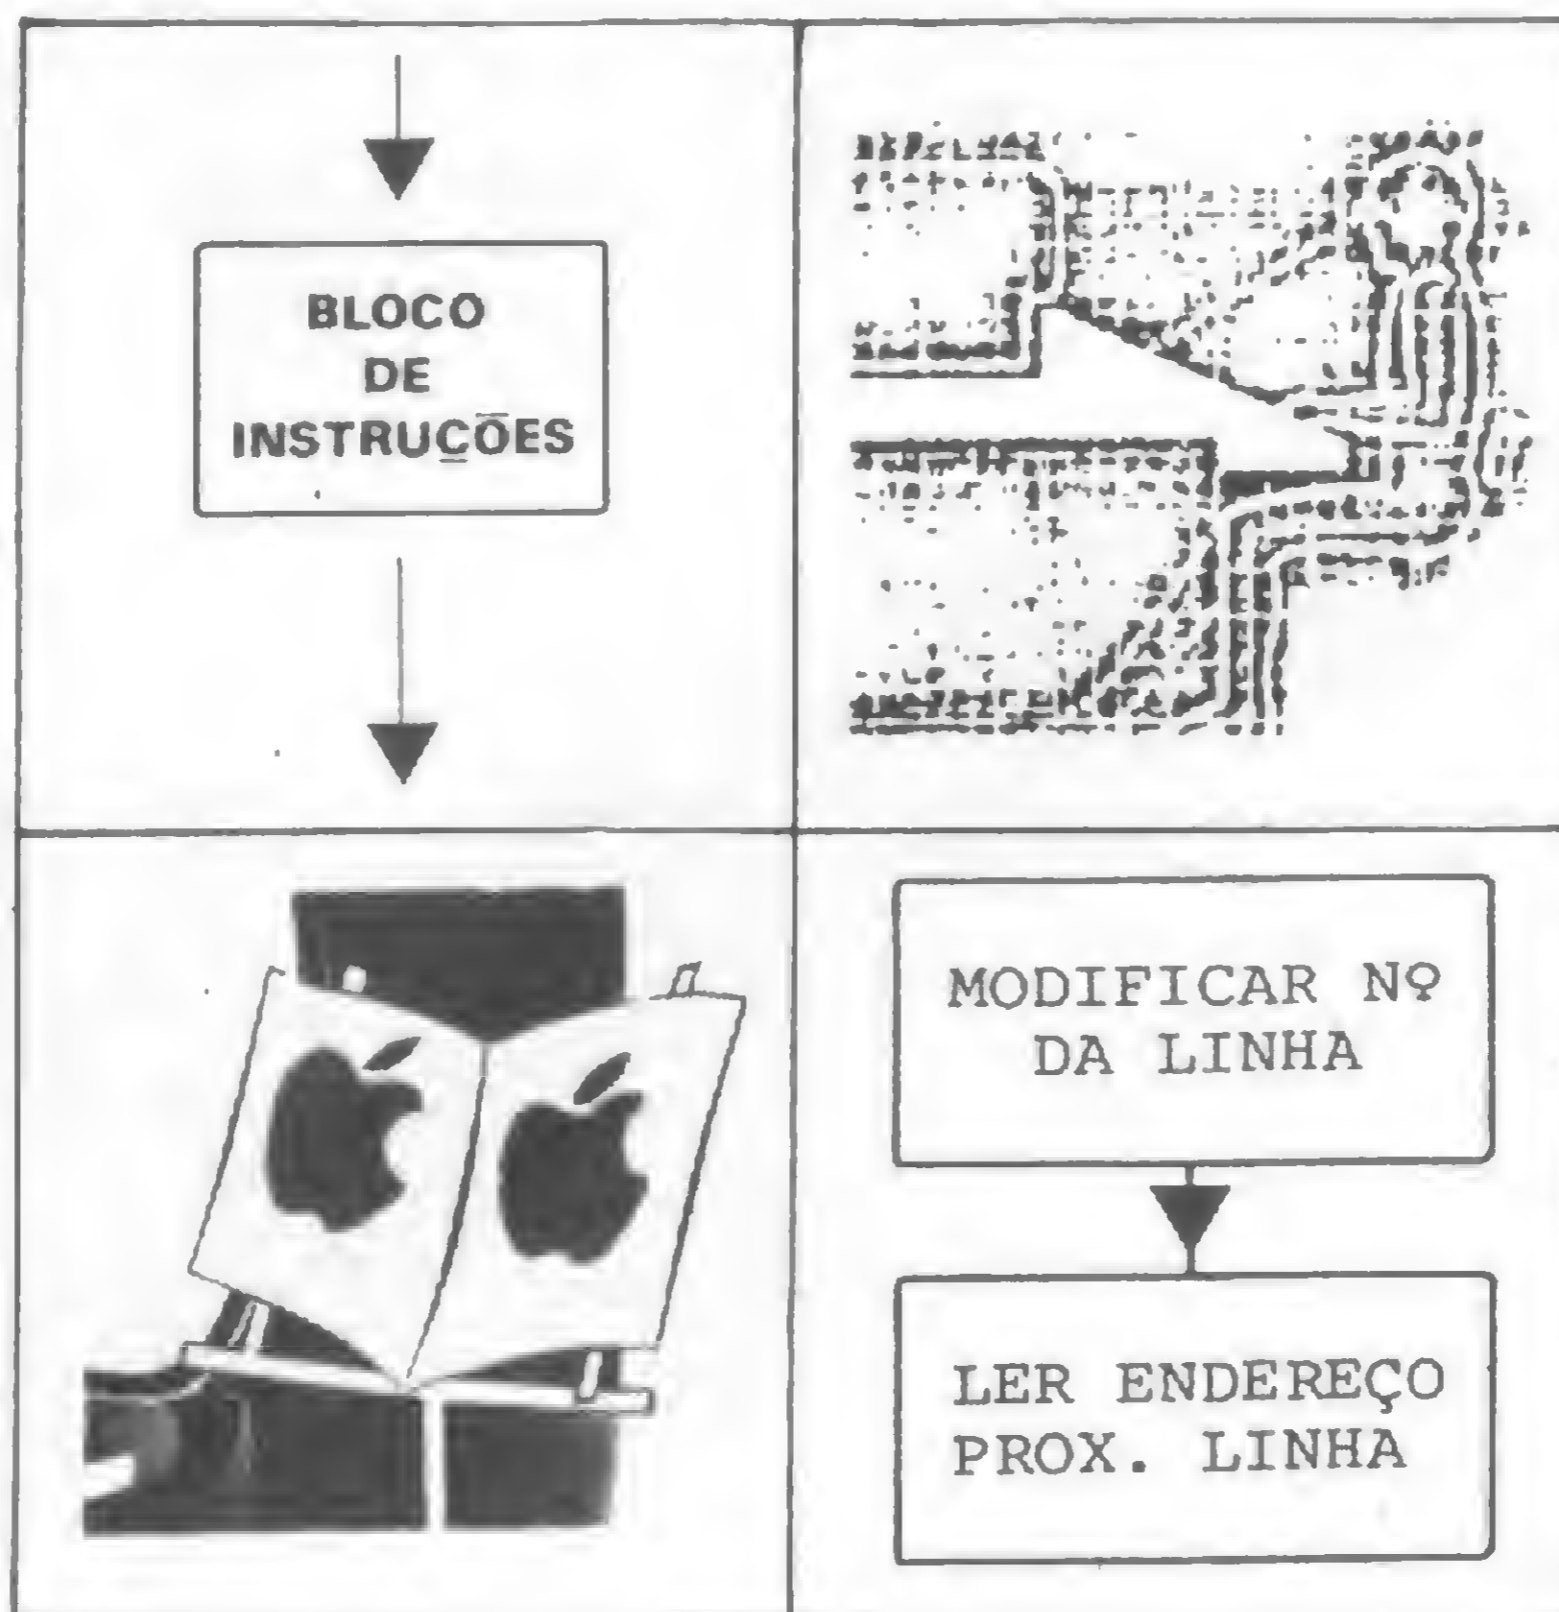 BLOCO
DE
INSTRUÇÕES
MODIFICAR Nº
DA LINHA
LER ENDEREÇO
PROX. LINHA